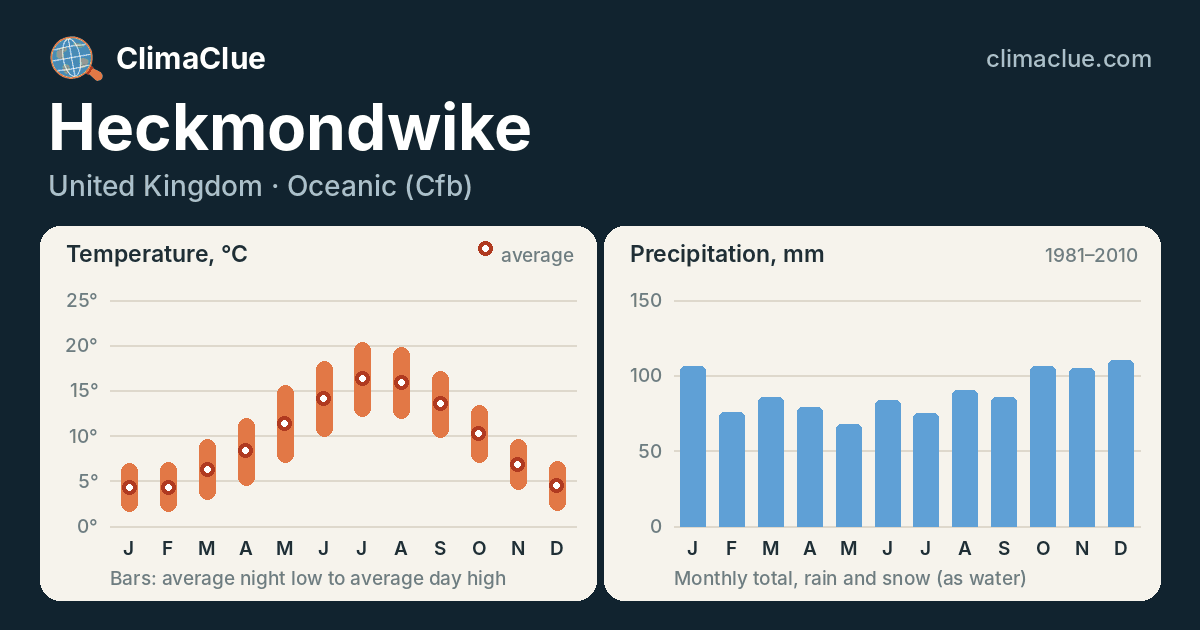 ClimaClue
climaclue.com
Heckmondwike
United Kingdom · Oceanic (Cfb)
Temperature, °C
average
25°
20°
15°
10°
5°
0°
J F M A M J J A S O N D
Bars: average night low to average day high
Precipitation, mm
1981–2010
150
100
50
0
J F M A M J J A S O N D
Monthly total, rain and snow (as water)